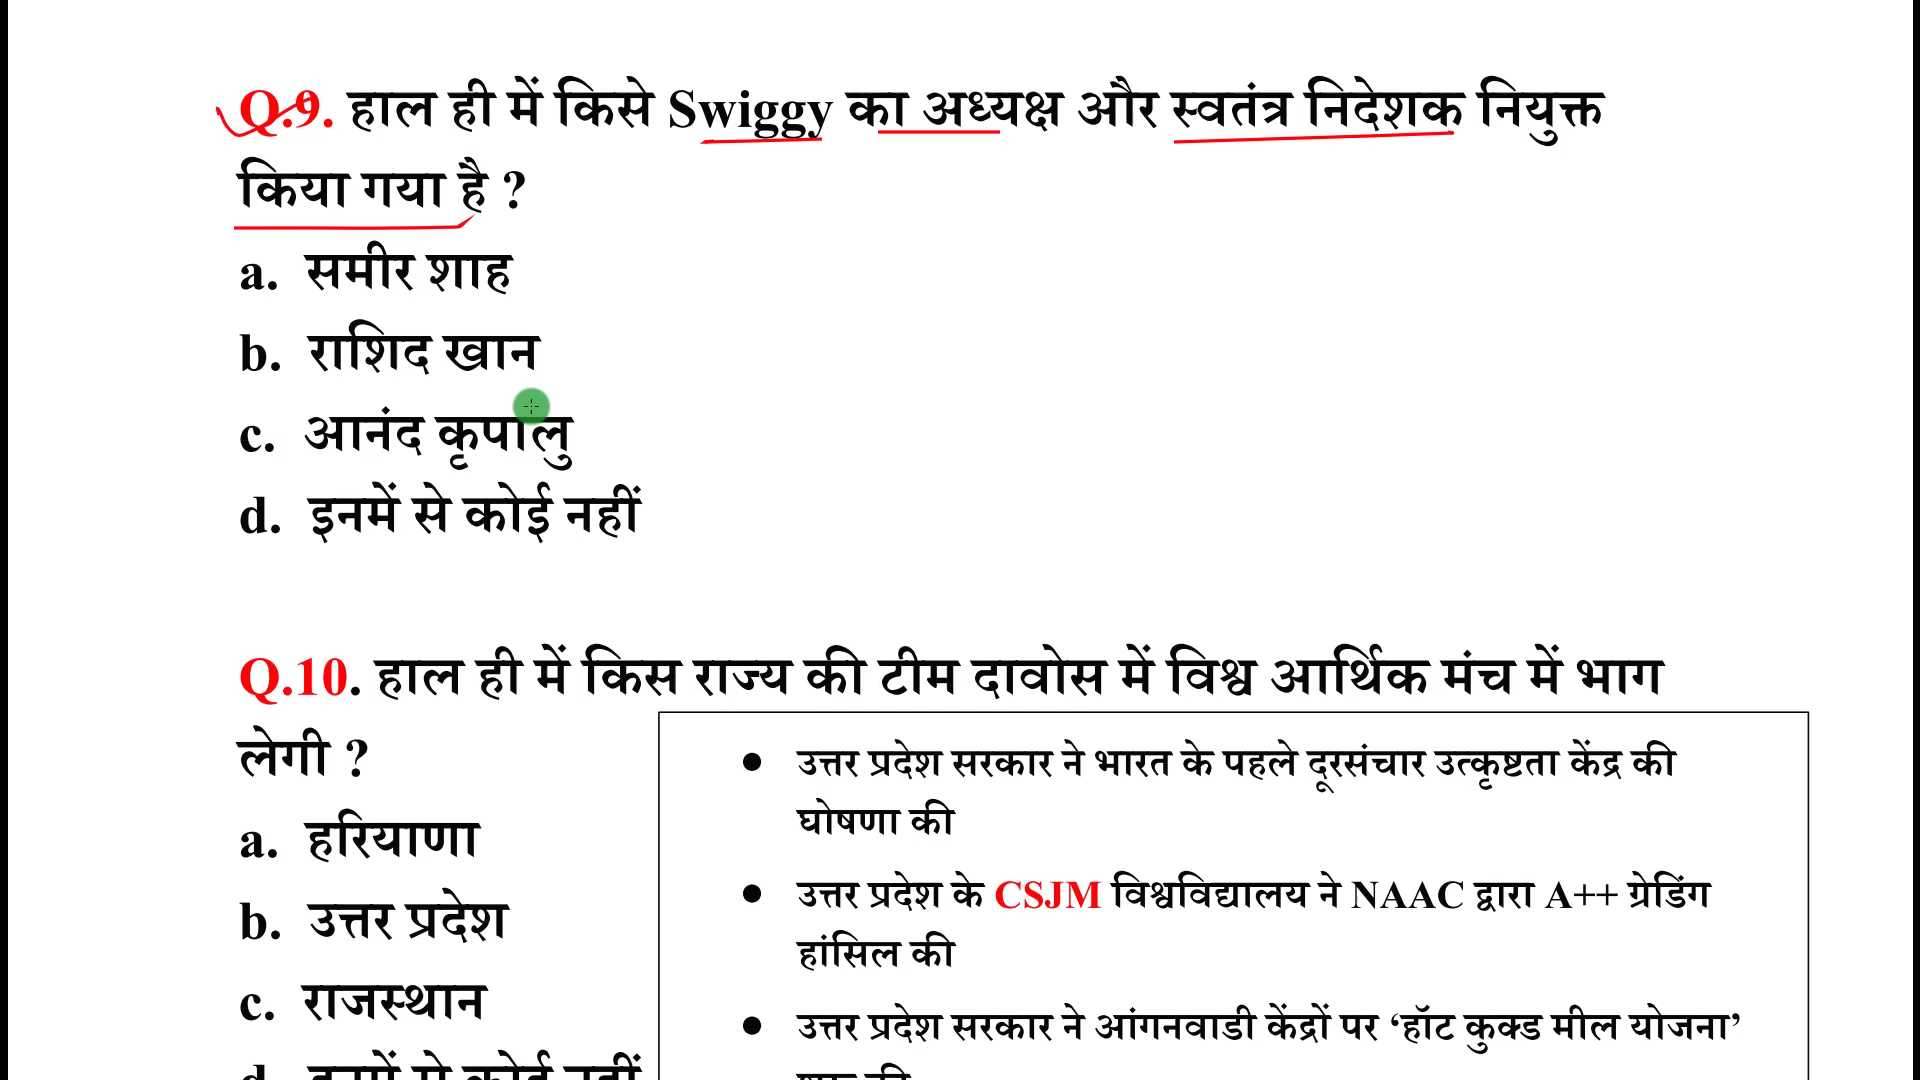 Q.9. हाल ही में किसे Swiggy का अध्यक्ष और स्वतंत्र निदेशक नियुक्त
किया गया है ?
a. समीर शाह
b. राशिद खान
c. आनंद कृपालु
d. इनमें से कोई नहीं
Q.10. हाल ही में किस राज्य की टीम दावोस में विश्व आर्थिक मंच में भाग
लेगी ?
a. हरियाणा
b. उत्तर प्रदेश
c. राजस्थान
d. इनमें से कोई नहीं
● उत्तर प्रदेश सरकार ने भारत के पहले दूरसंचार उत्कृष्टता केंद्र की
घोषणा की
● उत्तर प्रदेश के CSJM विश्वविद्यालय ने NAAC द्वारा A++ ग्रेडिंग
हांसिल की
● उत्तर प्रदेश सरकार ने आंगनवाडी केंद्रों पर ‘हॉट कुक्ड मील योजना’